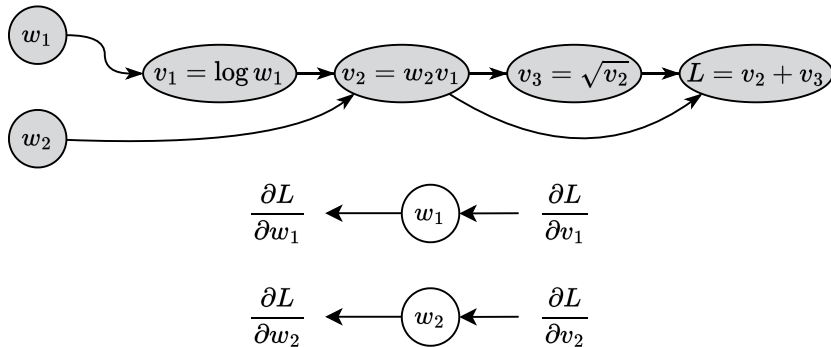 w₁
v₁ = log w₁ v₂ = w₂v₁ v₃ = √v₂ L = v₂ + v₃
w₂
∂L/∂w₁ w₁ ∂L/∂v₁
∂L/∂w₂ w₂ ∂L/∂v₂